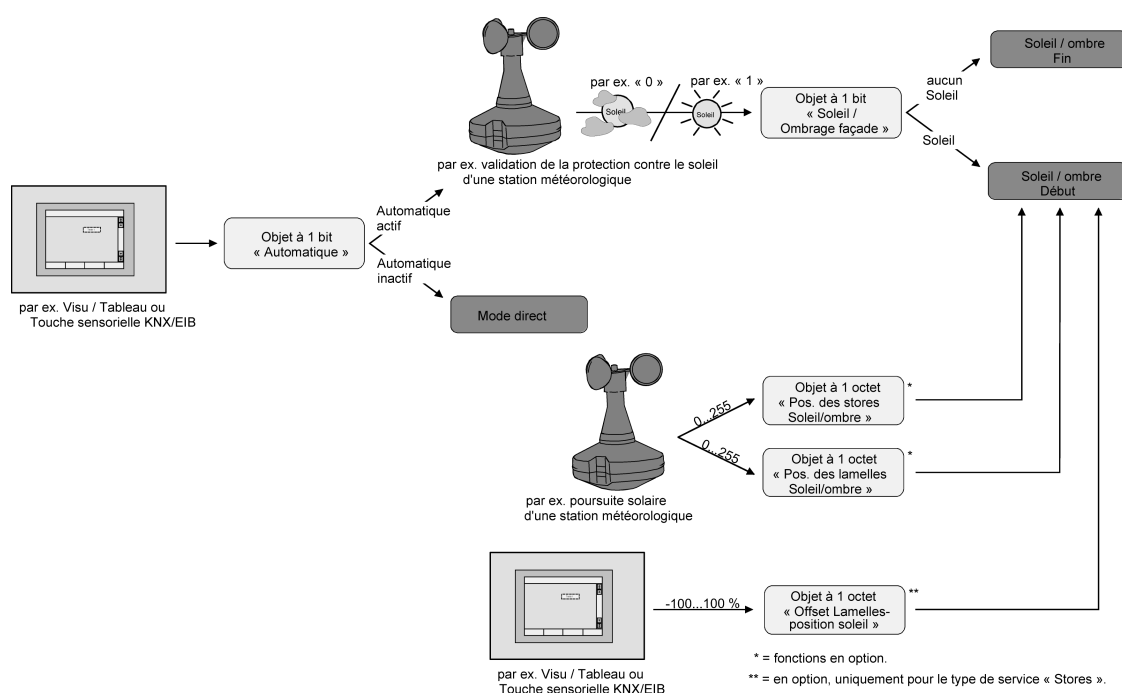 par ex. « 0 »
par ex. « 1 »
Soleil
Soleil
Objet à 1 bit
« Soleil /
Ombrage façade »
aucun
Soleil
Soleil
Soleil / ombre
Fin
Soleil / ombre
Début
par ex. validation de la protection contre le soleil
d'une station météorologique
Automatique
actif
Objet à 1 bit
« Automatique »
Automatique
inactif
par ex. Visu / Tableau ou
Touche sensorielle KNX/EIB
Mode direct
0...255
0...255
Objet à 1 octet
« Pos. des stores
Soleil/ombre »
*
Objet à 1 octet
« Pos. des lamelles
Soleil/ombre »
*
par ex. poursuite solaire
d'une station météorologique
-100...100 %
Objet à 1 octet
« Offset Lamelles-
position soleil »
**
par ex. Visu / Tableau ou
Touche sensorielle KNX/EIB
* = fonctions en option.
** = en option, uniquement pour le type de service « Stores ».